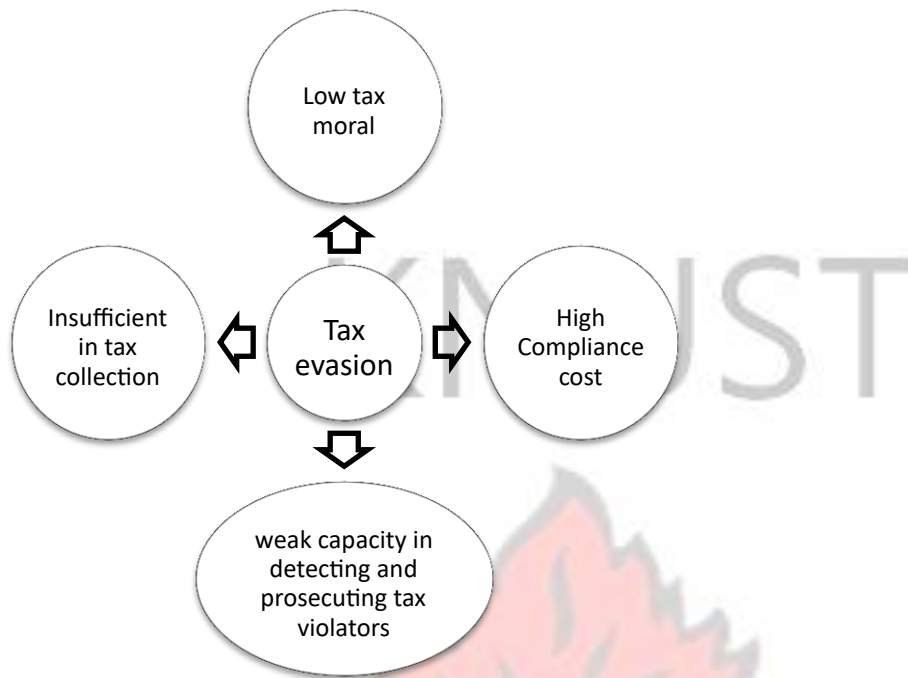 Low tax
moral
Insufficient
in tax
collection
Tax
evasion
High
Compliance
cost
weak capacity in
detecting and
prosecuting tax
violators
KNUST